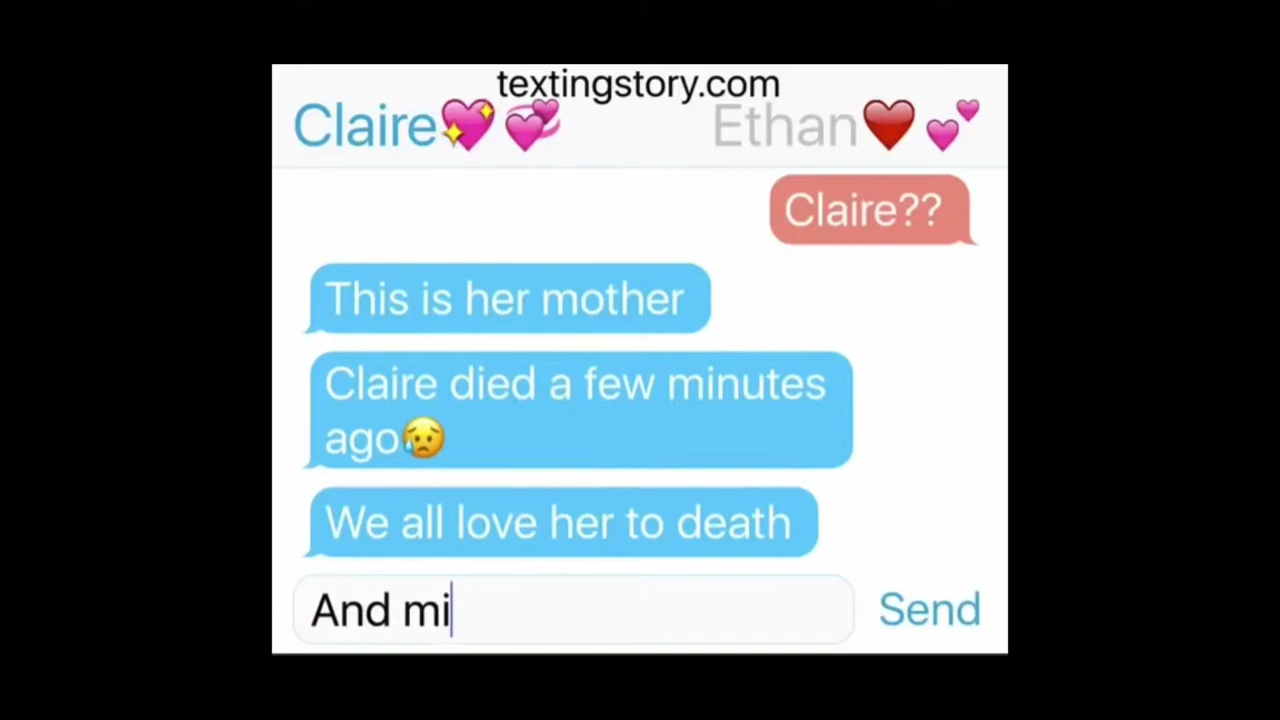 textingstory.com
Claire💖💞 Ethan❤️💕
Claire??
This is her mother
Claire died a few minutes
ago😥
We all love her to death
And mi
Send